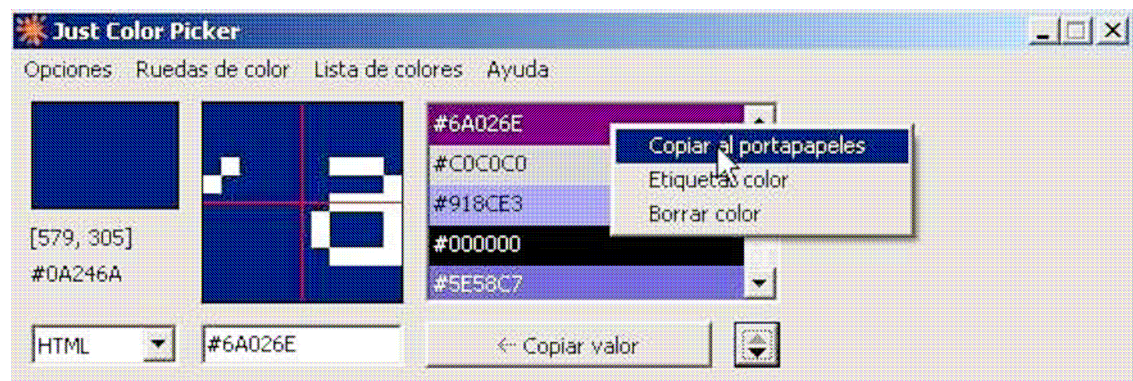 Just Color Picker
Opciones Ruedas de color Lista de colores Ayuda
#6A026E
#C0C0C0
#918CE3
#000000
#5E58C7
Copiar al portapapeles
Etiquetas color
Borrar color
[579, 305]
#0A246A
HTML
#6A026E
← Copiar valor